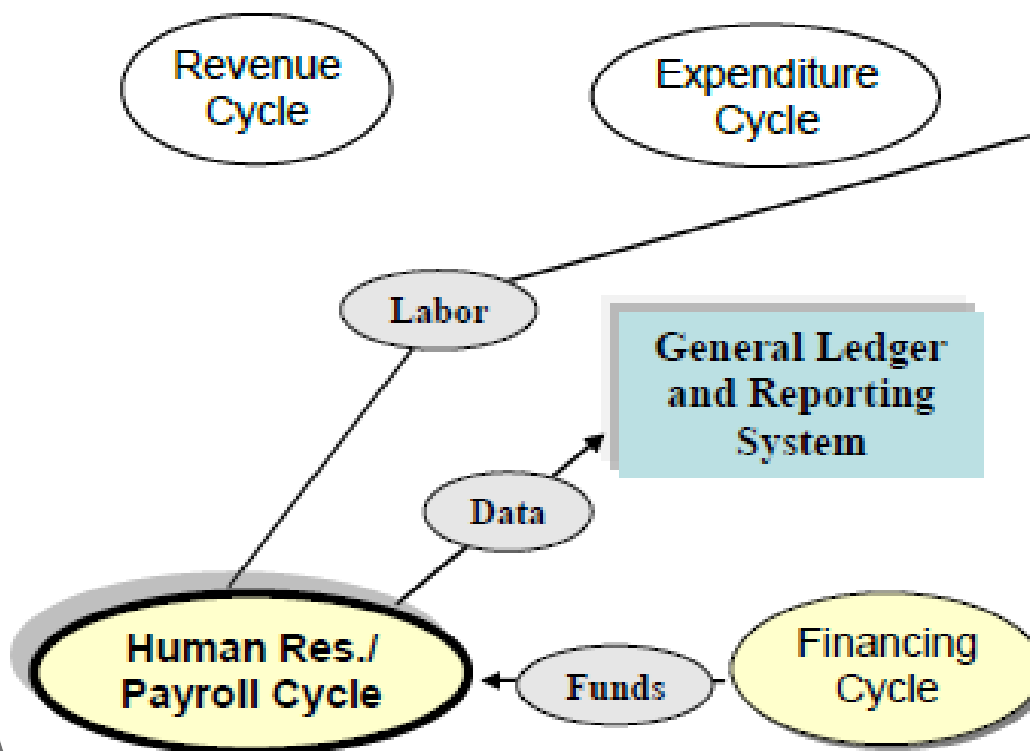 Revenue
Cycle
Expenditure
Cycle
Labor
General Ledger
and Reporting
System
Data
Human Res./
Payroll Cycle
Funds
Financing
Cycle